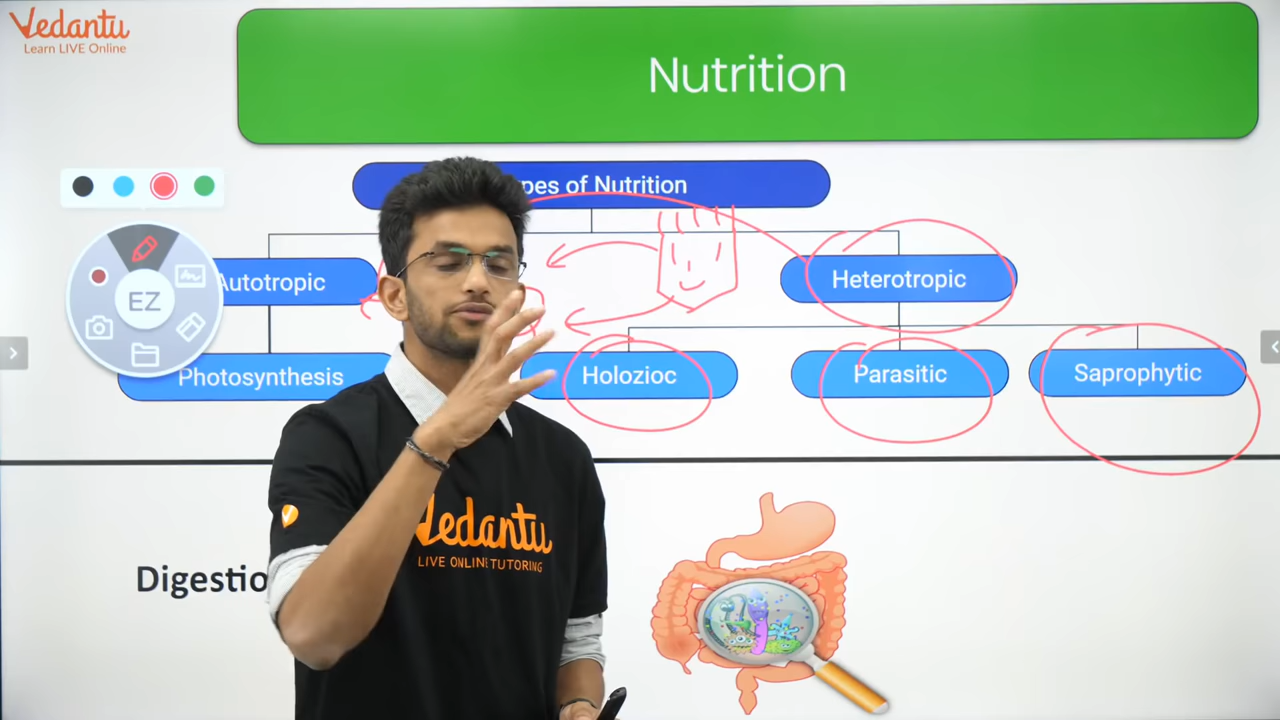 Vedantu
Learn LIVE Online
Nutrition
pes of Nutrition
Autotropic
Heterotropic
EZ
Photosynthesis
Holozioc
Parasitic
Saprophytic
Vedantu
LIVE ONLINE TUTORING
Digestio